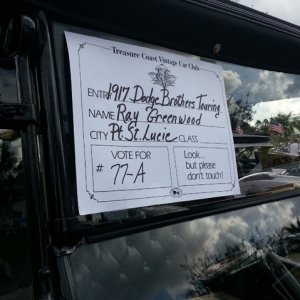 Treasure Coast Vintage Car Club
ENTRY 1917 Dodge Brothers Touring
NAME Ray Greenwood
CITY Pt. St. Lucie CLASS
VOTE FOR
# 77-A
Look...
but please
don't touch!